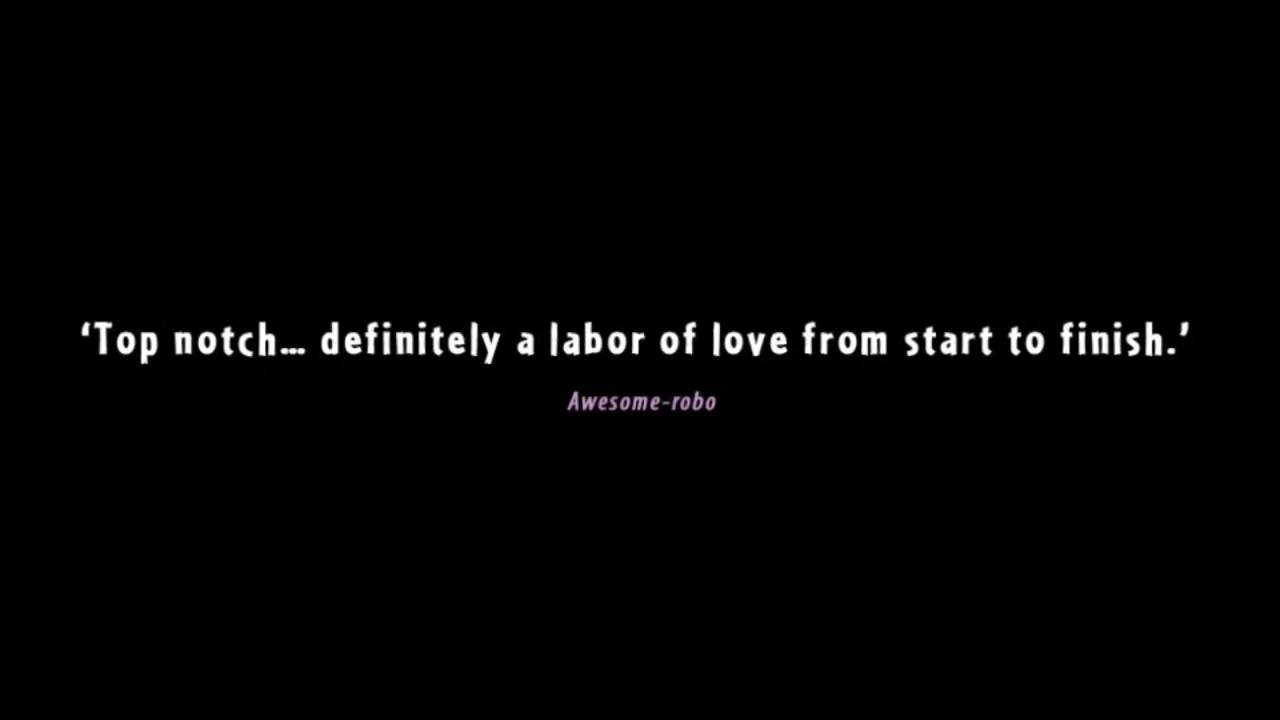 ‘Top notch... definitely a labor of love from start to finish.’
Awesome-robo